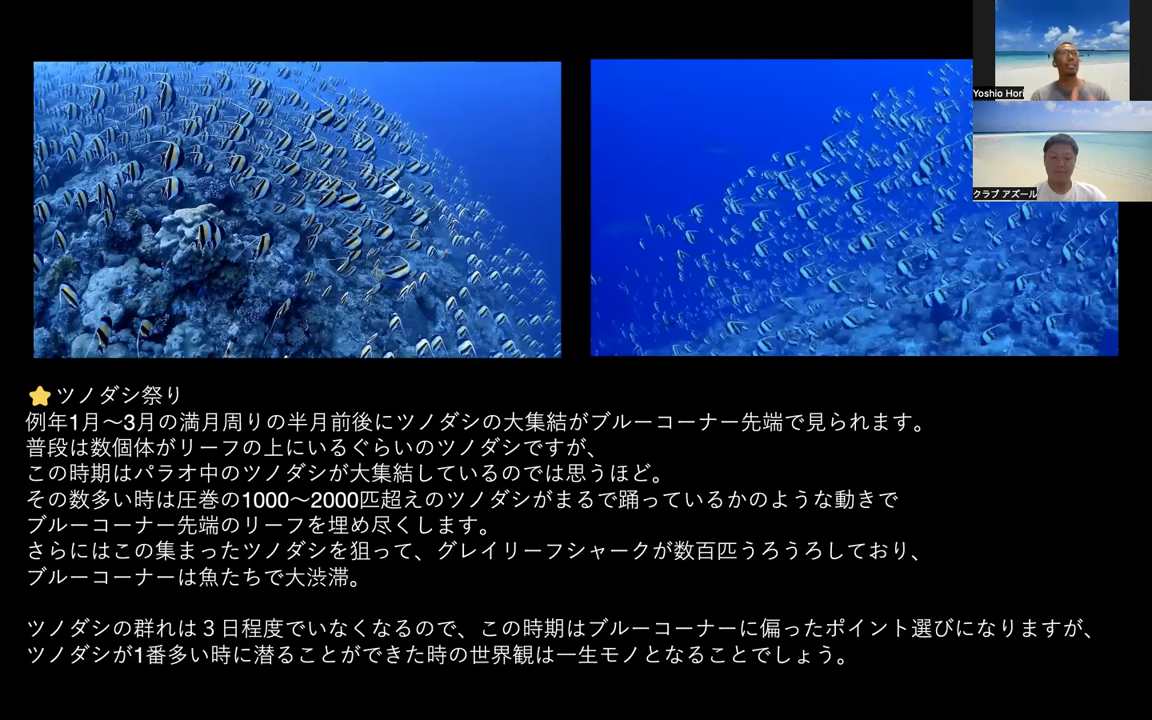 Yoshio Hori
クラブ アズール
⭐ツノダシ祭り
例年1月〜3月の満月周りの半月前後にツノダシの大集結がブルーコーナー先端で見られます。
普段は数個体がリーフの上にいるぐらいのツノダシですが、
この時期はパラオ中のツノダシが大集結しているのでは思うほど。
その数多い時は圧巻の1000〜2000匹超えのツノダシがまるで踊っているかのような動きで
ブルーコーナー先端のリーフを埋め尽くします。
さらにはこの集まったツノダシを狙って、グレイリーフシャークが数百匹うろうろしており、
ブルーコーナーは魚たちで大渋滞。
ツノダシの群れは３日程度でいなくなるので、この時期はブルーコーナーに偏ったポイント選びになりますが、
ツノダシが1番多い時に潜ることができた時の世界観は一生モノとなることでしょう。